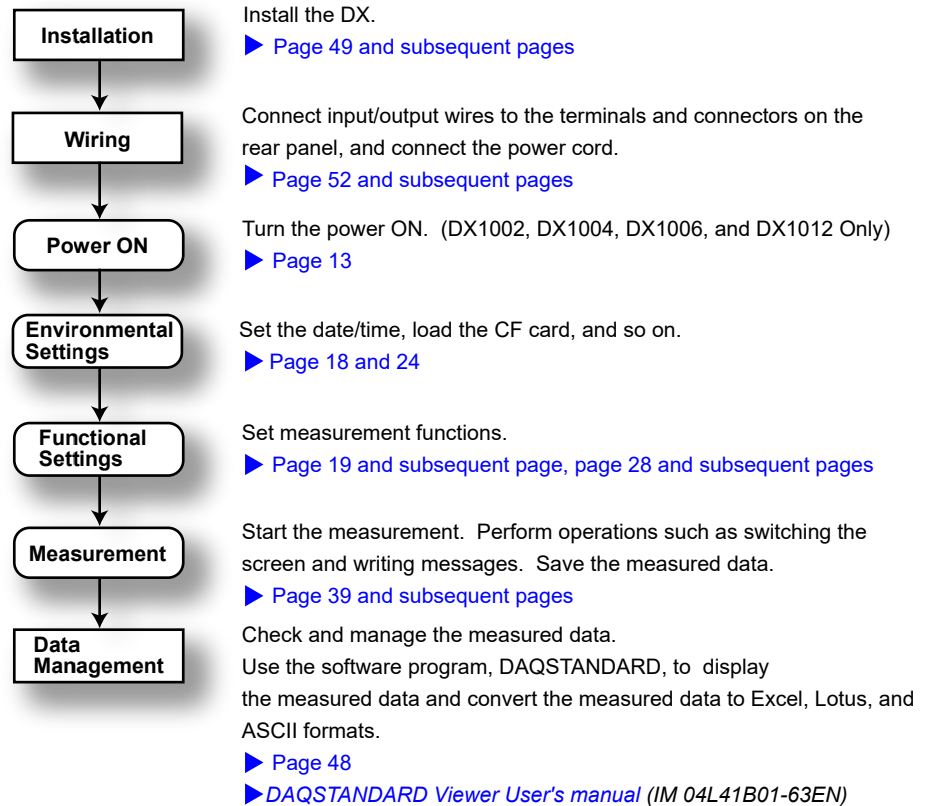 Installation
Install the DX.
Page 49 and subsequent pages
Wiring
Connect input/output wires to the terminals and connectors on the
rear panel, and connect the power cord.
Page 52 and subsequent pages
Power ON
Turn the power ON.  (DX1002, DX1004, DX1006, and DX1012 Only)
Page 13
Environmental
Settings
Set the date/time, load the CF card, and so on.
Page 18 and 24
Functional
Settings
Set measurement functions.
Page 19 and subsequent page, page 28 and subsequent pages
Measurement
Start the measurement.  Perform operations such as switching the
screen and writing messages.  Save the measured data.
Page 39 and subsequent pages
Data
Management
Check and manage the measured data.
Use the software program, DAQSTANDARD, to  display
the measured data and convert the measured data to Excel, Lotus, and
ASCII formats.
Page 48
DAQSTANDARD Viewer User's manual (IM 04L41B01-63EN)